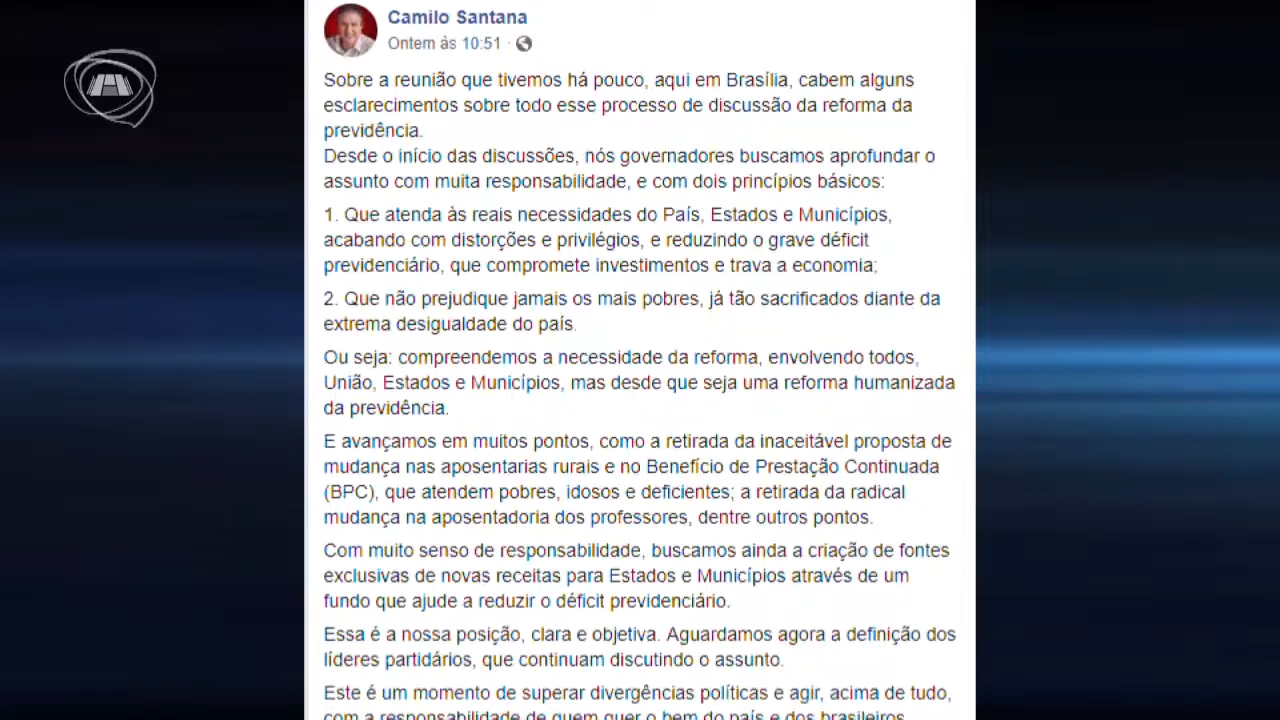 Camilo Santana
Ontem às 10:51 ·
Sobre a reunião que tivemos há pouco, aqui em Brasília, cabem alguns
esclarecimentos sobre todo esse processo de discussão da reforma da
previdência.
Desde o início das discussões, nós governadores buscamos aprofundar o
assunto com muita responsabilidade, e com dois princípios básicos:
1. Que atenda às reais necessidades do País, Estados e Municípios,
acabando com distorções e privilégios, e reduzindo o grave déficit
previdenciário, que compromete investimentos e trava a economia;
2. Que não prejudique jamais os mais pobres, já tão sacrificados diante da
extrema desigualdade do país.
Ou seja: compreendemos a necessidade da reforma, envolvendo todos,
União, Estados e Municípios, mas desde que seja uma reforma humanizada
da previdência.
E avançamos em muitos pontos, como a retirada da inaceitável proposta de
mudança nas aposentarias rurais e no Benefício de Prestação Continuada
(BPC), que atendem pobres, idosos e deficientes; a retirada da radical
mudança na aposentadoria dos professores, dentre outros pontos.
Com muito senso de responsabilidade, buscamos ainda a criação de fontes
exclusivas de novas receitas para Estados e Municípios através de um
fundo que ajude a reduzir o déficit previdenciário.
Essa é a nossa posição, clara e objetiva. Aguardamos agora a definição dos
líderes partidários, que continuam discutindo o assunto.
Este é um momento de superar divergências políticas e agir, acima de tudo,
com a responsabilidade de quem quer o bem do país e dos brasileiros.